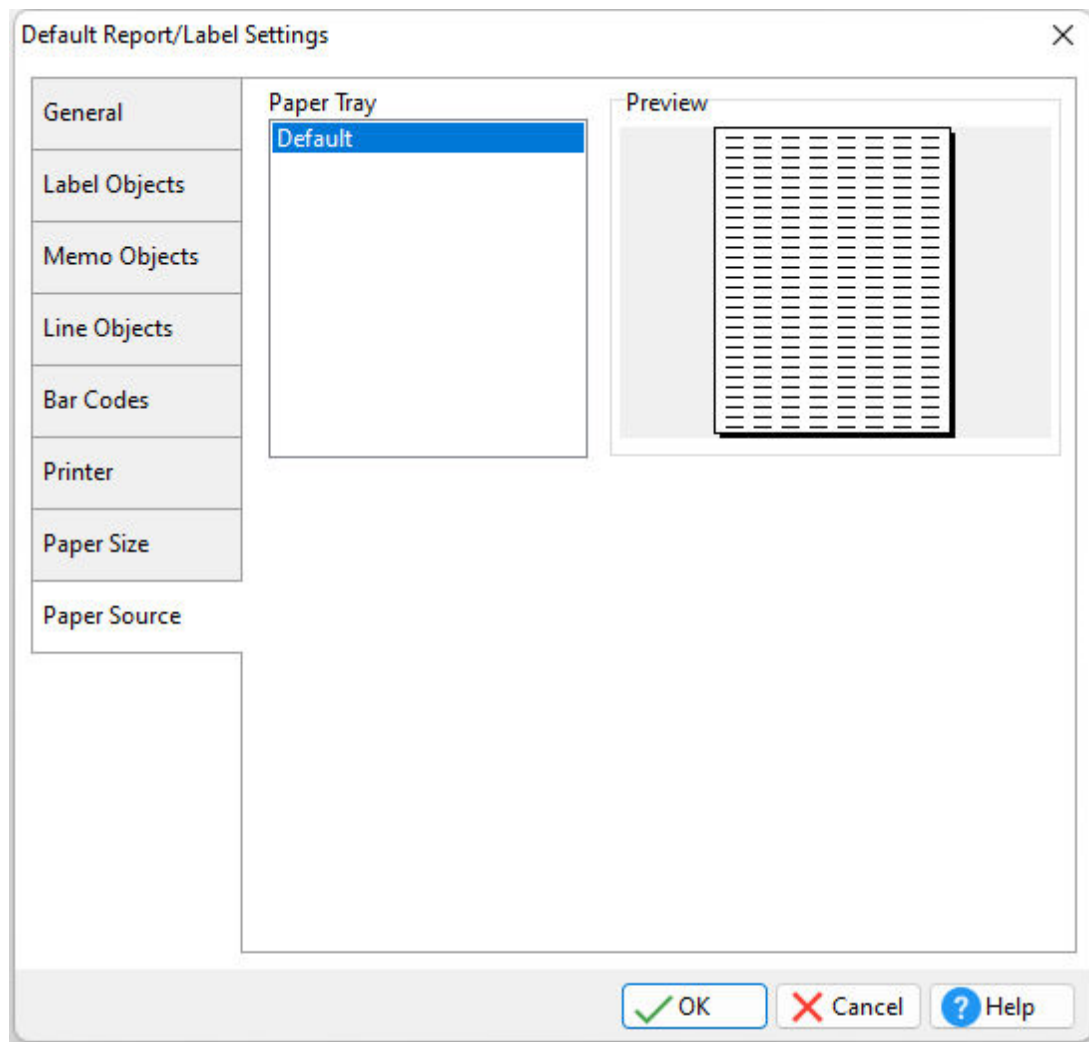 Default Report/Label Settings
General
Label Objects
Memo Objects
Line Objects
Bar Codes
Printer
Paper Size
Paper Source
Paper Tray
Default
Preview
OK
Cancel
? Help